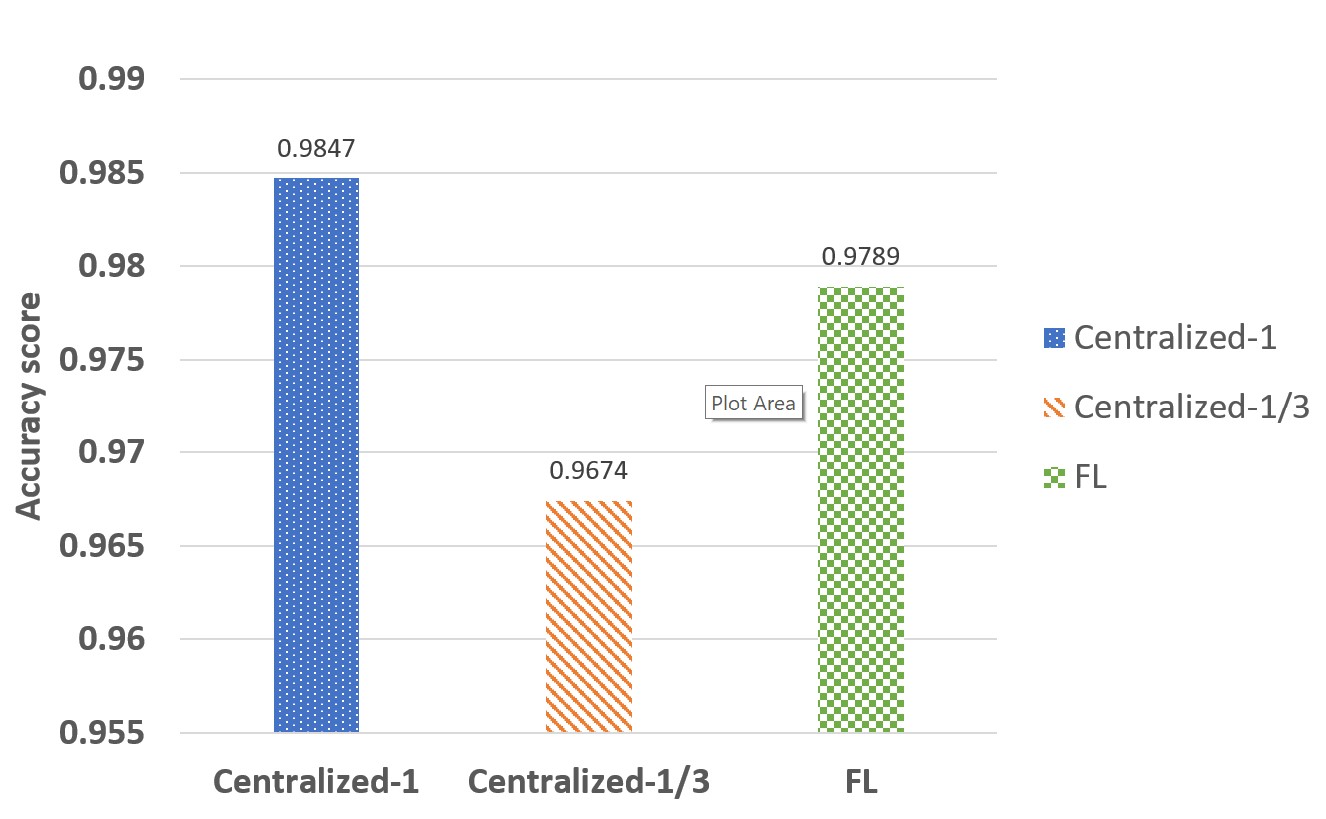 0.99
0.985
0.98
0.975
0.97
0.965
0.96
0.955
Accuracy score
0.9847
0.9674
0.9789
Plot Area
Centralized-1
Centralized-1/3
FL
Centralized-1
Centralized-1/3
FL